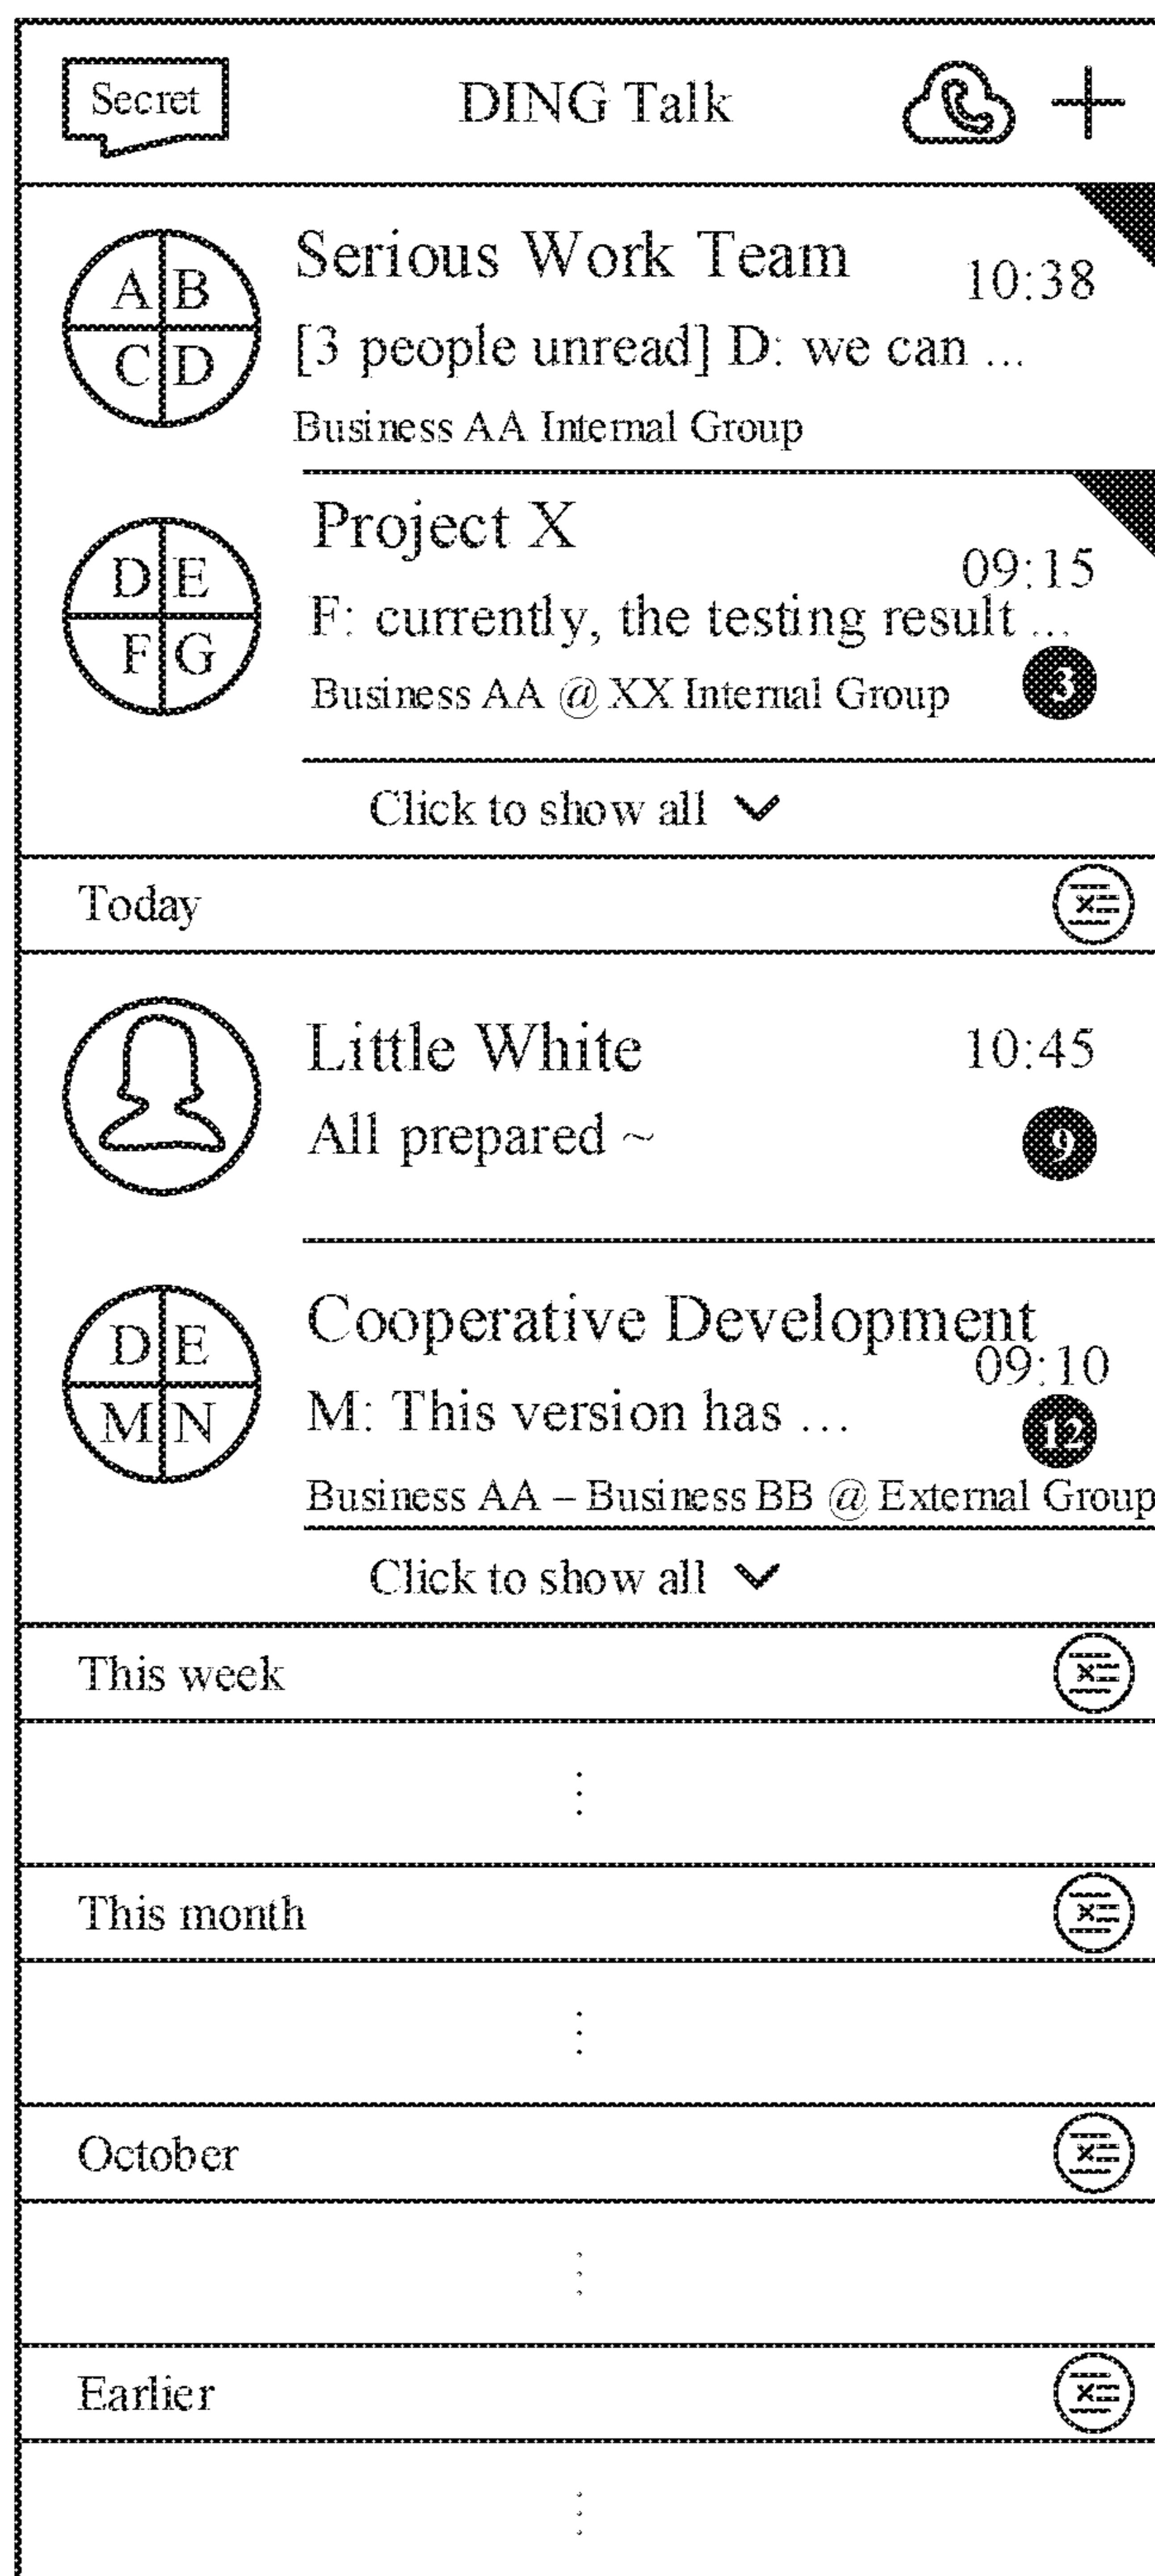 Secret DING Talk
A B
C D
Serious Work Team 10:38
[3 people unread] D: we can ...
Business AA Internal Group
D E
F G
Project X
09:15
F: currently, the testing result ...
Business AA @ XX Internal Group 3
Click to show all
Today
Little White 10:45
All prepared ~ 9
D E
M N
Cooperative Development
09:10
M: This version has ... 12
Business AA – Business BB @ External Group
Click to show all
This week
This month
October
Earlier